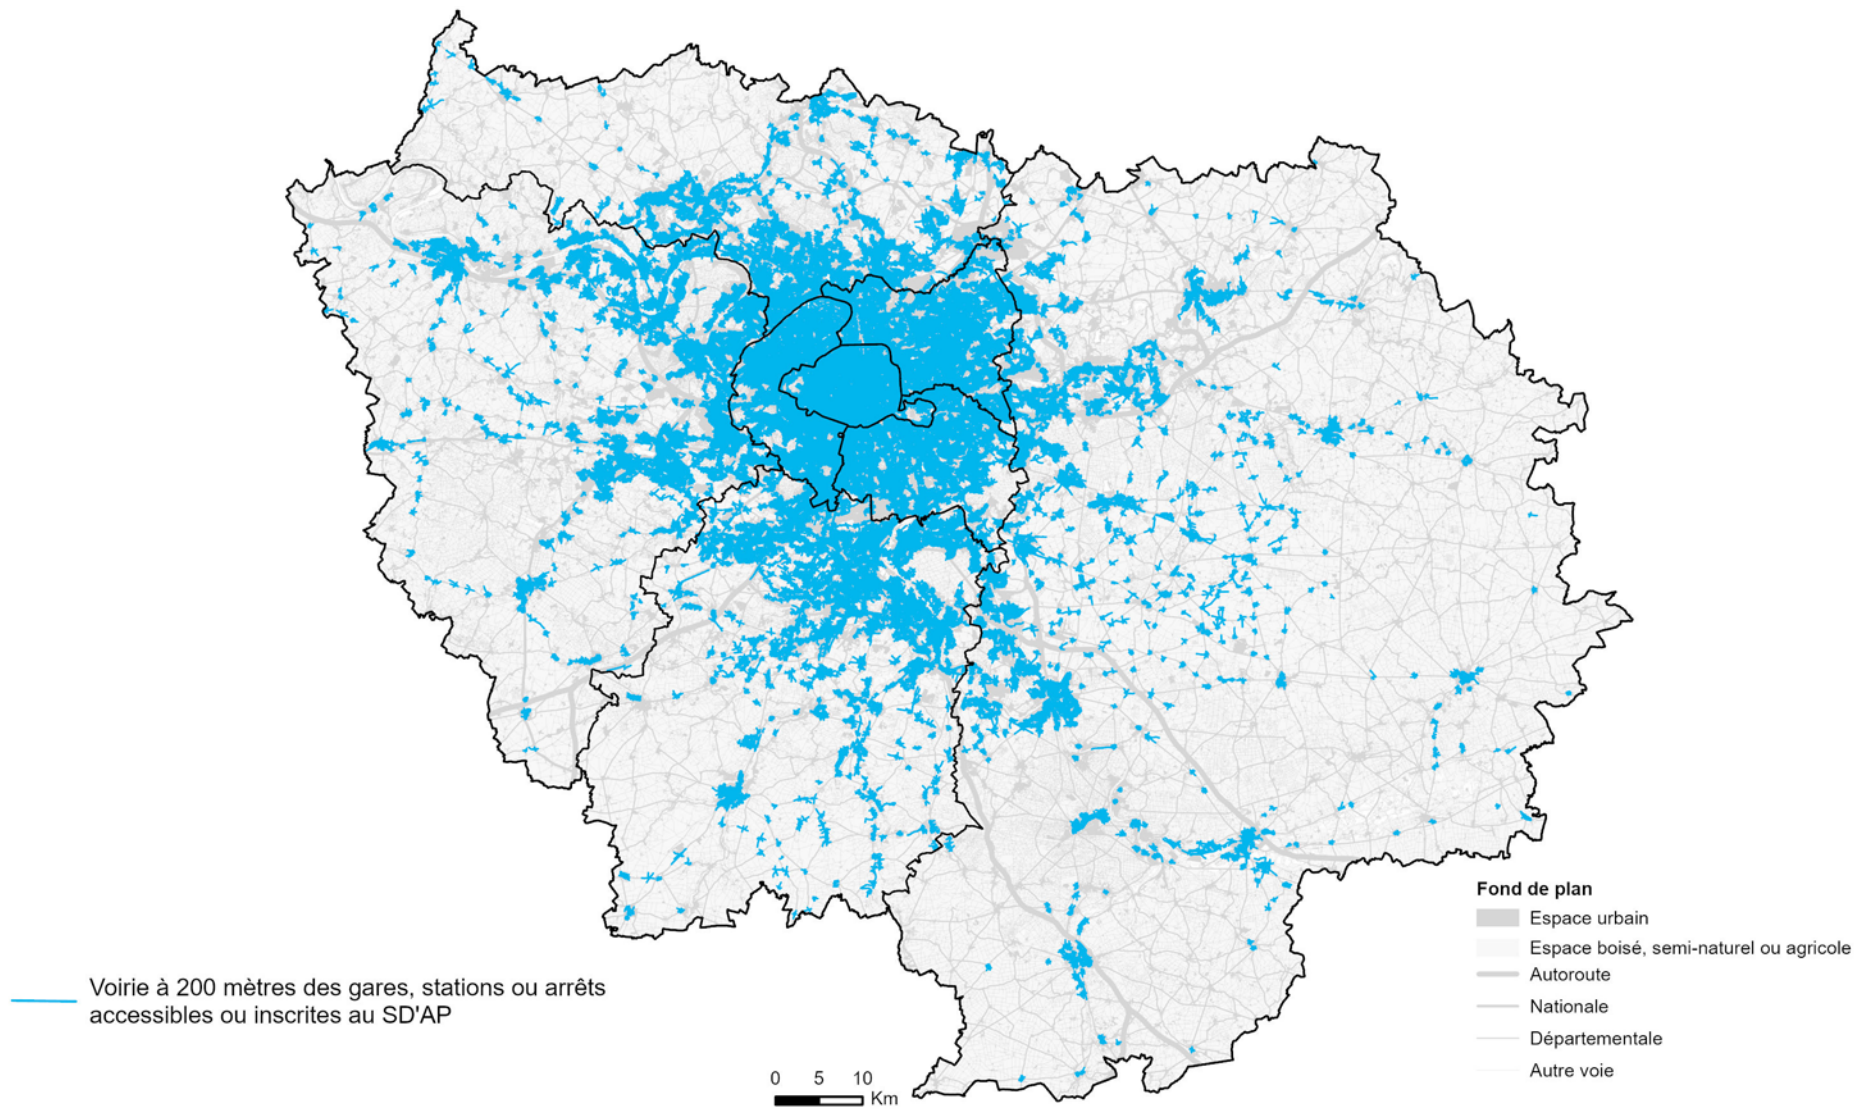 Fond de plan
Espace urbain
Espace boisé, semi-naturel ou agricole
Autoroute
Nationale
Départementale
Autre voie
Voirie à 200 mètres des gares, stations ou arrêts
accessibles ou inscrites au SD'AP
0 5 10
Km